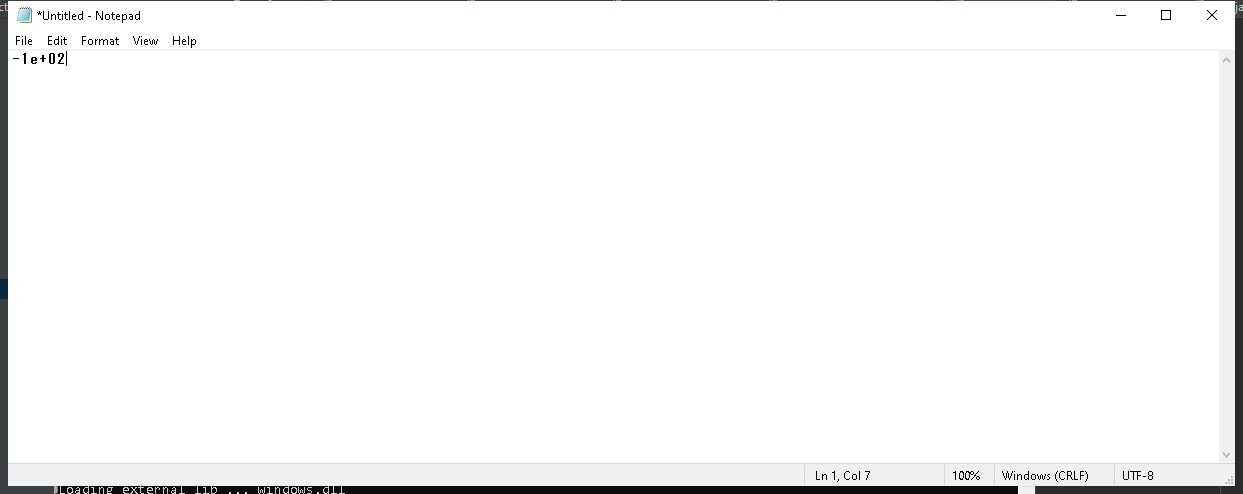 *Untitled - Notepad
File Edit Format View Help
-1e+02
Ln 1, Col 7 100% Windows (CRLF) UTF-8
Loading external lib ... windows.dll